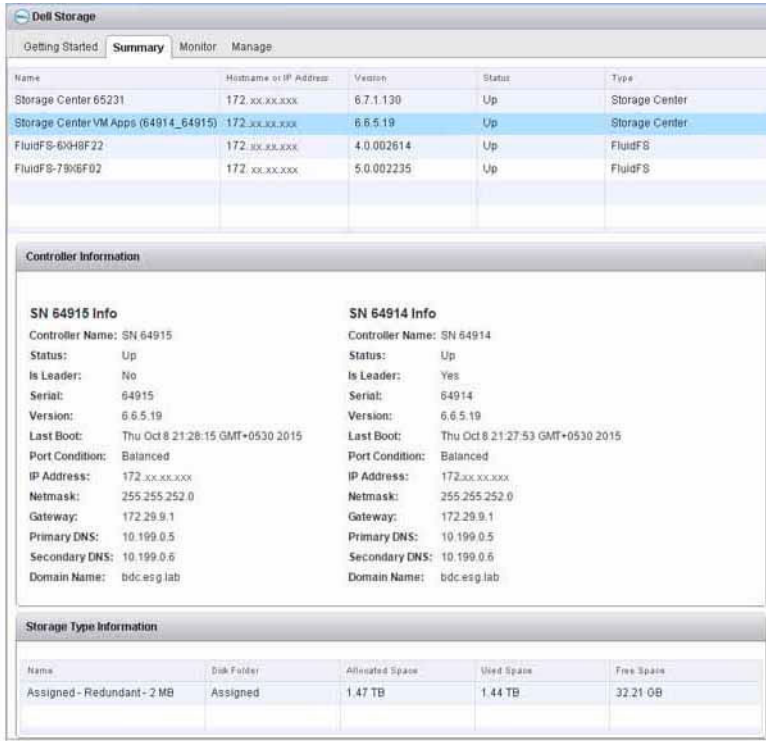 Dell Storage
Getting Started Summary Monitor Manage
Name Hostname or IP Address Version Status Type
Storage Center 65231 172.xx.xx.xxx 6.7.1.130 Up Storage Center
Storage Center VM Apps (64914_64915) 172.xx.xx.xxx 6.6.5.19 Up Storage Center
FluidFS-6XH8F22 172.xx.xx.xxx 4.0.002614 Up FluidFS
FluidFS-79X6F02 172.xx.xx.xxx 5.0.002235 Up FluidFS
Controller Information
SN 64915 Info SN 64914 Info
Controller Name: SN 64915 Controller Name: SN 64914
Status: Up Status: Up
Is Leader: No Is Leader: Yes
Serial: 64915 Serial: 64914
Version: 6.6.5.19 Version: 6.6.5.19
Last Boot: Thu Oct 8 21:28:15 GMT+0530 2015 Last Boot: Thu Oct 8 21:27:53 GMT+0530 2015
Port Condition: Balanced Port Condition: Balanced
IP Address: 172.xx.xx.xxx IP Address: 172.xx.xx.xxx
Netmask: 255.255.252.0 Netmask: 255.255.252.0
Gateway: 172.29.9.1 Gateway: 172.29.9.1
Primary DNS: 10.199.0.5 Primary DNS: 10.199.0.5
Secondary DNS: 10.199.0.6 Secondary DNS: 10.199.0.6
Domain Name: bdc.esg.lab Domain Name: bdc.esg.lab
Storage Type Information
Name Disk Folder Allocated Space Used Space Free Space
Assigned - Redundant - 2 MB Assigned 1.47 TB 1.44 TB 32.21 GB